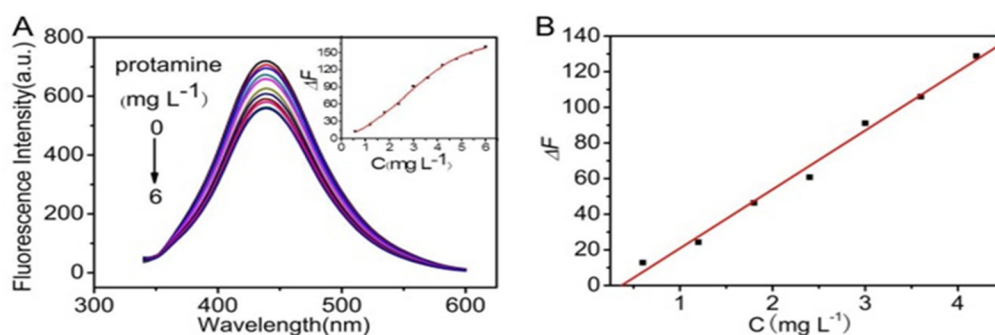 A
Fluorescence Intensity(a.u.)
800
600
400
200
0
300
400
500
600
Wavelength(nm)
protamine
(mg L-1)
0
6
ΔF
150
120
90
60
30
0
0 1 2 3 4 5 6
C(mg L-1)
B
ΔF
140
120
100
80
60
40
20
0
1
2
3
4
C(mg L-1)